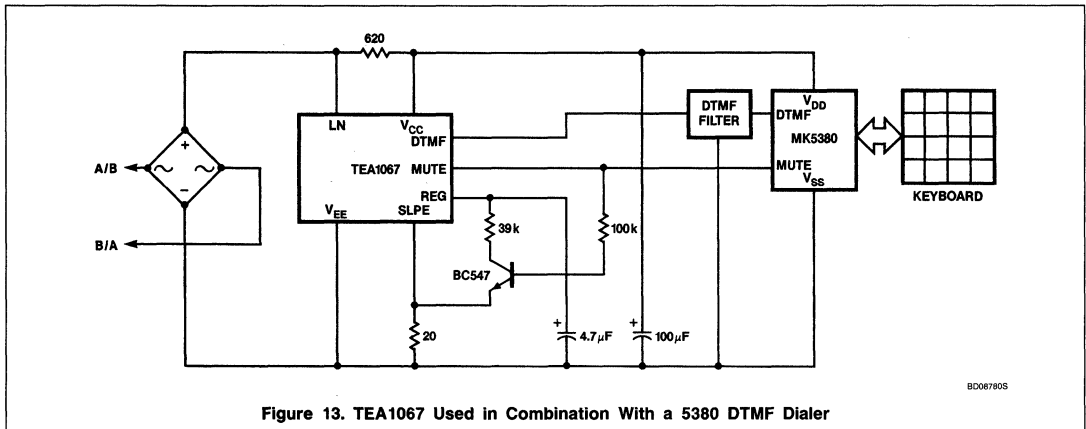 620
LN
VCC
DTMF
TEA1067
MUTE
REG
VEE
SLPE
A/B
B/A
+
−
39k
100k
BC547
20
+
4.7μF
+
100μF
DTMF
FILTER
VDD
DTMF
MK5380
MUTE
VSS
KEYBOARD
BD08780S
Figure 13. TEA1067 Used in Combination With a 5380 DTMF Dialer